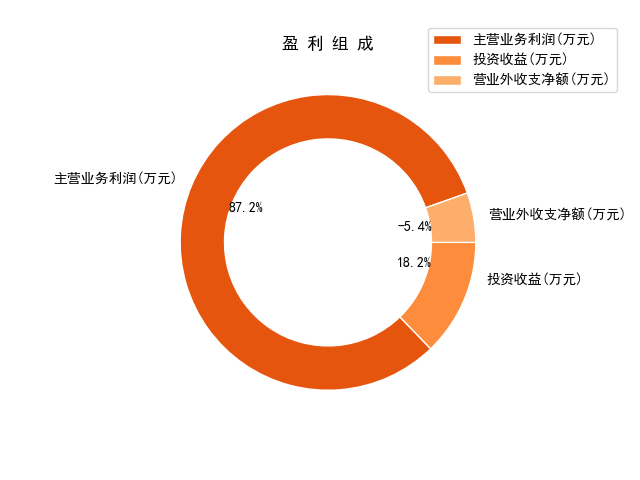 盈 利 组 成
主营业务利润(万元)
投资收益(万元)
营业外收支净额(万元)
主营业务利润(万元)
87.2%
营业外收支净额(万元)
-5.4%
18.2%
投资收益(万元)